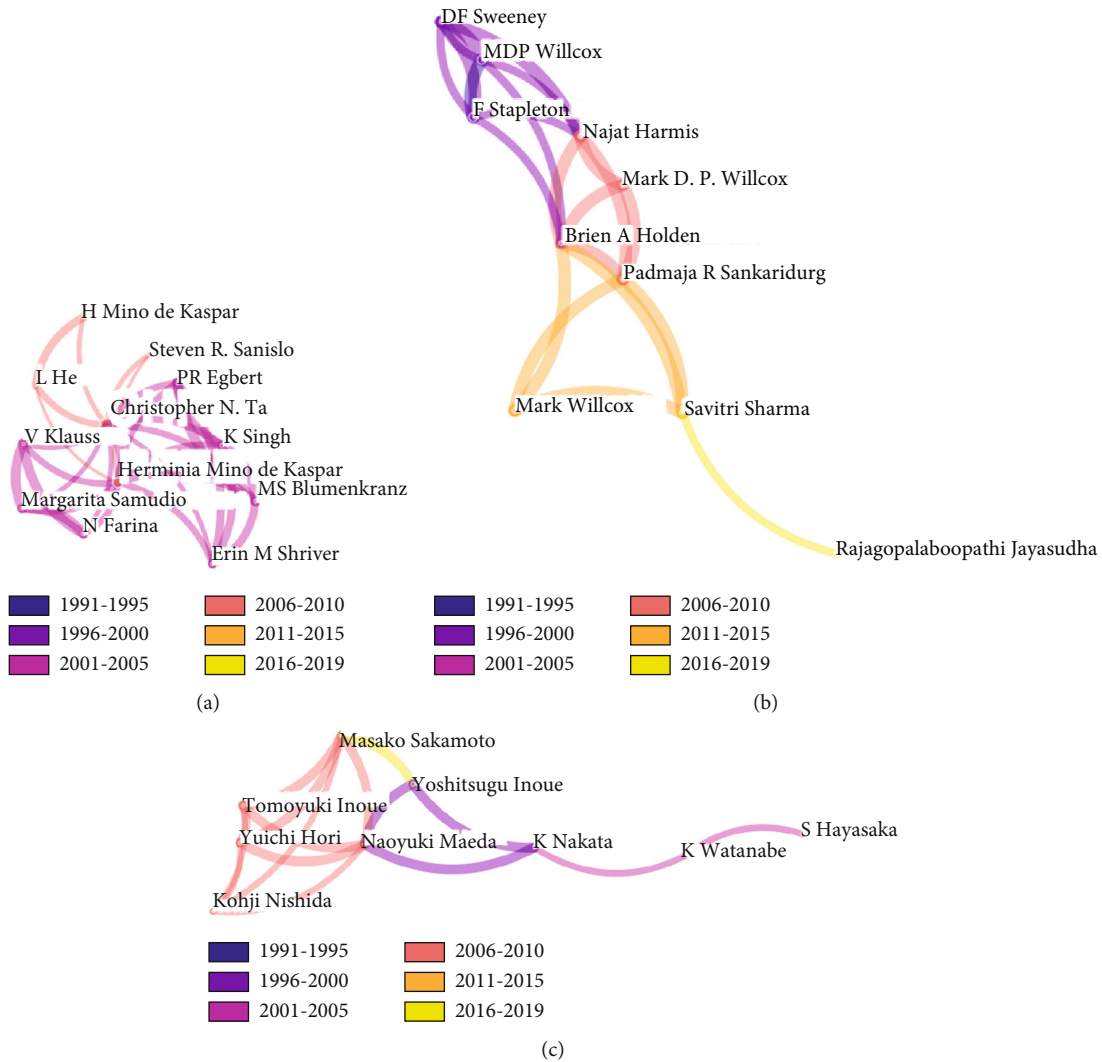 DF Sweeney
MDP Willcox
F Stapleton
Najat Harmis
Mark D. P. Willcox
Brien A Holden
Padmaja R Sankaridurg
Mark Willcox
Savitri Sharma
Rajagopalaboopathi Jayasudha
H Mino de Kaspar
Steven R. Sanislo
L He
PR Egbert
Christopher N. Ta
V Klauss
K Singh
Herminia Mino de Kaspar
MS Blumenkranz
Margarita Samudio
N Farina
Erin M Shriver
1991-1995 2006-2010
1996-2000 2011-2015
2001-2005 2016-2019
(a)
1991-1995 2006-2010
1996-2000 2011-2015
2001-2005 2016-2019
(b)
Masako Sakamoto
Yoshitsugu Inoue
Tomoyuki Inoue
Yuichi Hori
Naoyuki Maeda
K Nakata
K Watanabe
S Hayasaka
Kohji Nishida
1991-1995 2006-2010
1996-2000 2011-2015
2001-2005 2016-2019
(c)